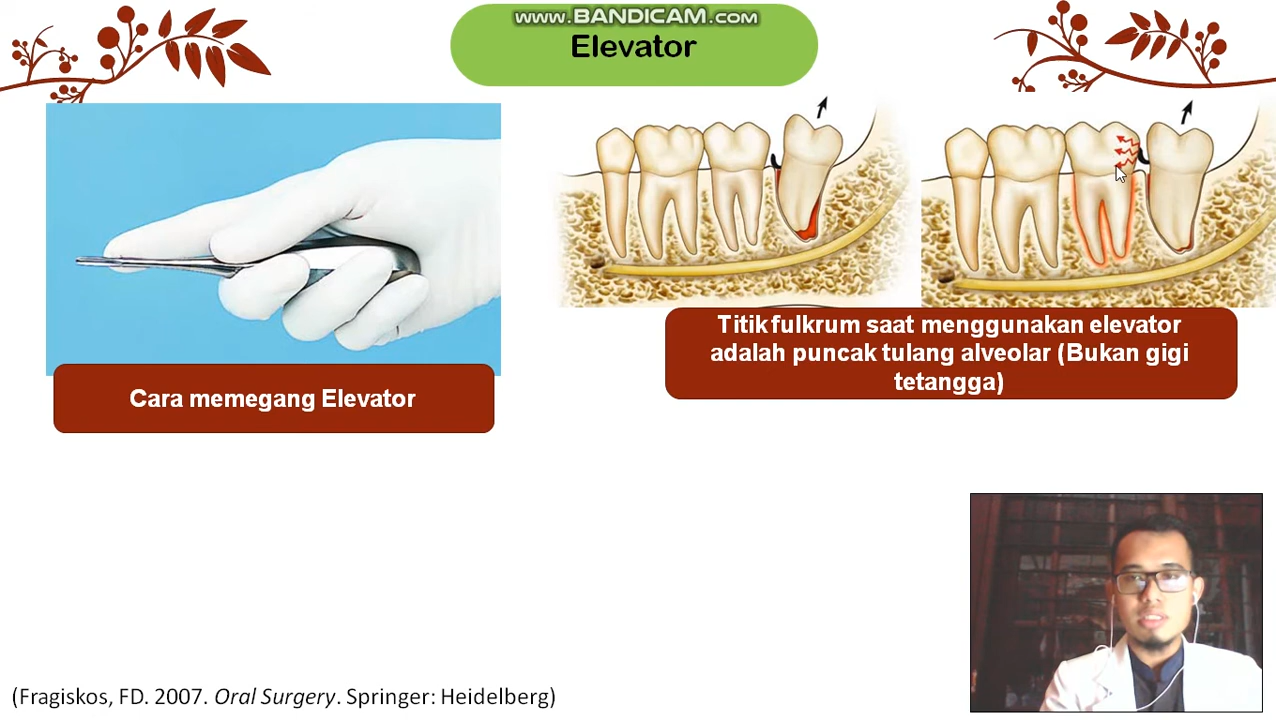 www.BANDICAM.com
Elevator
Cara memegang Elevator
Titik fulkrum saat menggunakan elevator
adalah puncak tulang alveolar (Bukan gigi
tetangga)
(Fragiskos, FD. 2007. Oral Surgery. Springer: Heidelberg)